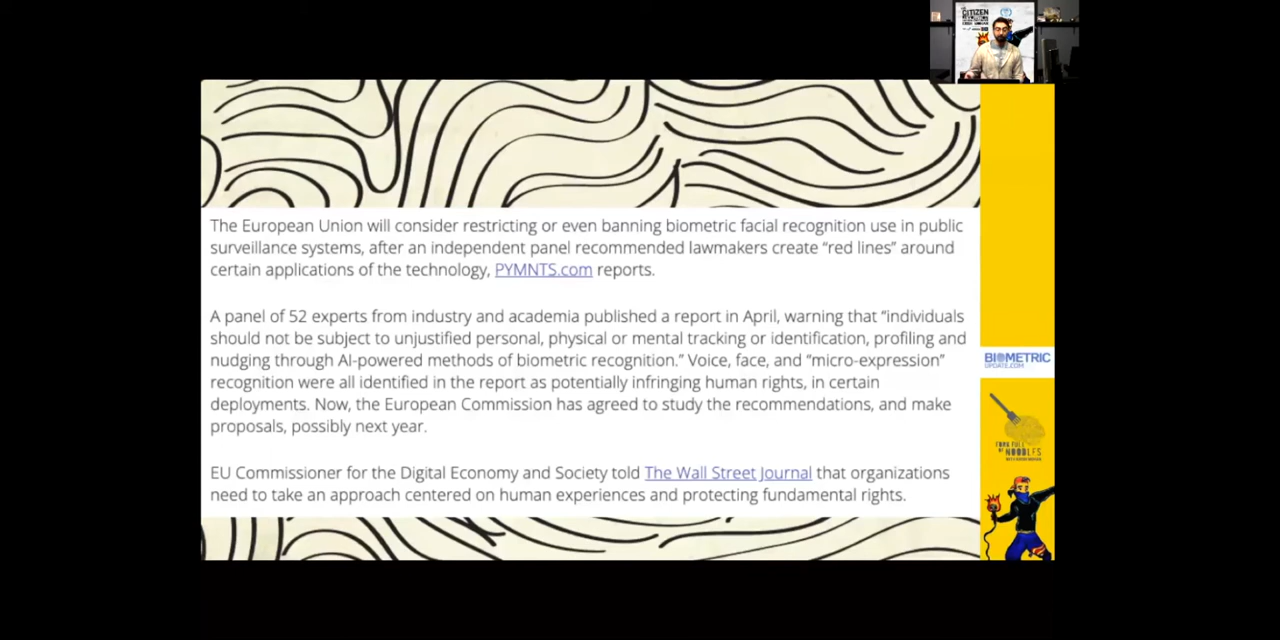 THE
CITIZEN
The European Union will consider restricting or even banning biometric facial recognition use in public
surveillance systems, after an independent panel recommended lawmakers create “red lines” around
certain applications of the technology, PYMNTS.com reports.
A panel of 52 experts from industry and academia published a report in April, warning that “individuals
should not be subject to unjustified personal, physical or mental tracking or identification, profiling and
nudging through AI-powered methods of biometric recognition.” Voice, face, and “micro-expression”
recognition were all identified in the report as potentially infringing human rights, in certain
deployments. Now, the European Commission has agreed to study the recommendations, and make
proposals, possibly next year.
EU Commissioner for the Digital Economy and Society told The Wall Street Journal that organizations
need to take an approach centered on human experiences and protecting fundamental rights.
BIOMETRIC
UPDATE.COM
FORK FULL
OF NOODLES